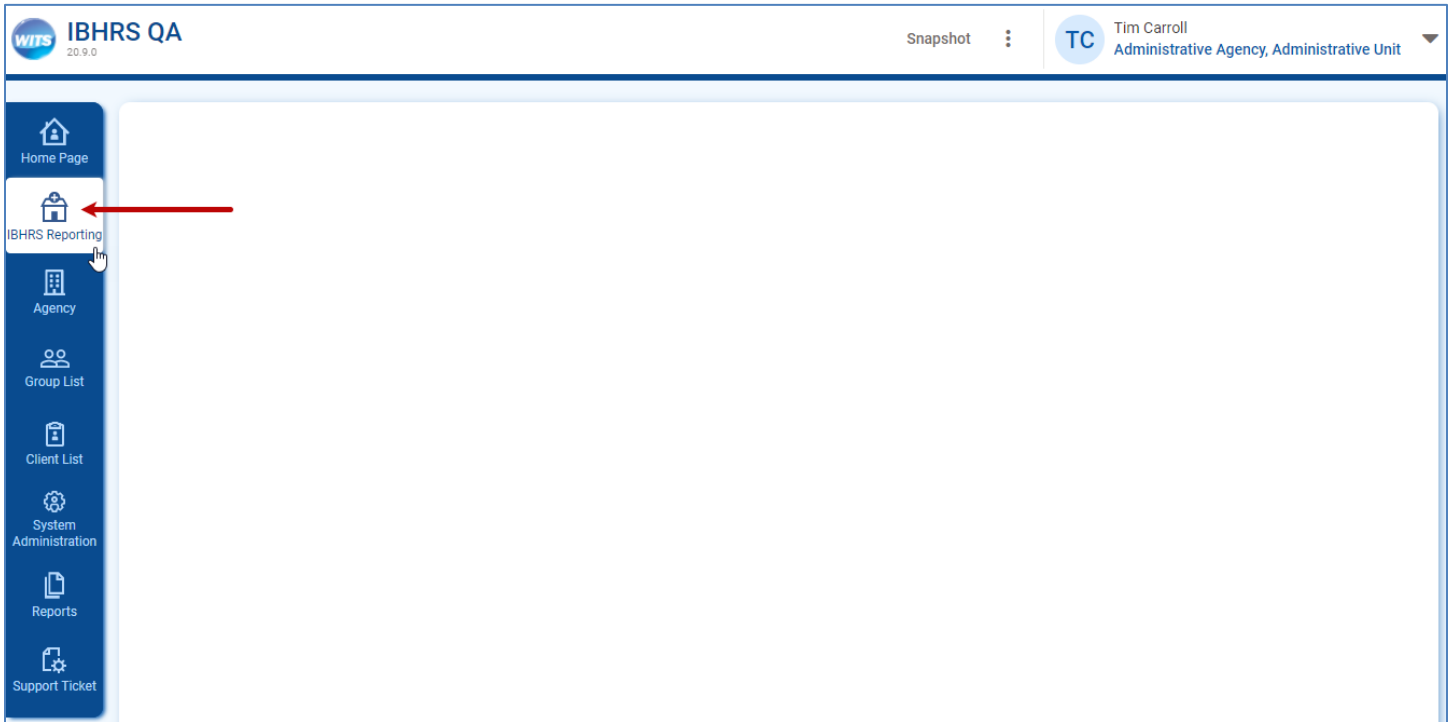 WITS
IBHRS QA
20.9.0
Snapshot
TC
Tim Carroll
Administrative Agency, Administrative Unit
Home Page
IBHRS Reporting
Agency
Group List
Client List
System
Administration
Reports
Support Ticket